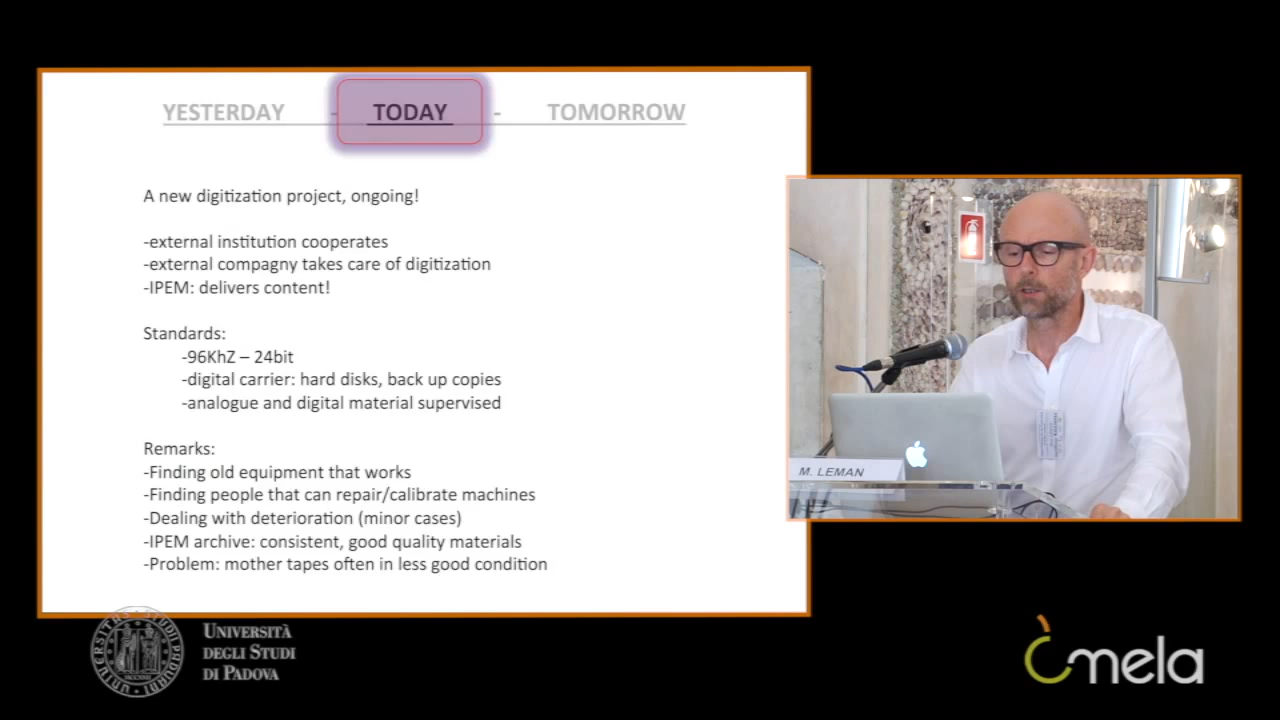 YESTERDAY - TODAY - TOMORROW
A new digitization project, ongoing!
-external institution cooperates
-external compagny takes care of digitization
-IPEM: delivers content!
Standards:
-96KhZ – 24bit
-digital carrier: hard disks, back up copies
-analogue and digital material supervised
Remarks:
-Finding old equipment that works
-Finding people that can repair/calibrate machines
-Dealing with deterioration (minor cases)
-IPEM archive: consistent, good quality materials
-Problem: mother tapes often in less good condition
M. LEMAN
UNIVERSITÀ
DEGLI STUDI
DI PADOVA
mela